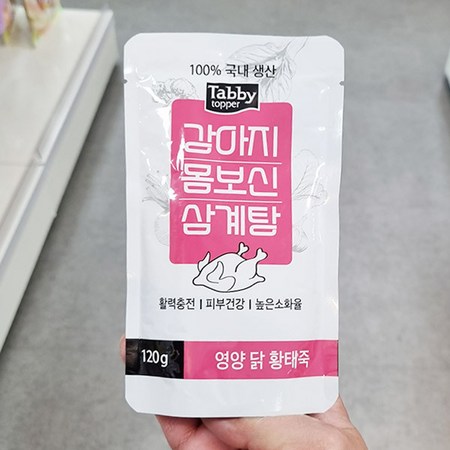 100% 국내 생산
Tabby
topper
강아지
몸보신
삼계탕
활력충전 | 피부건강 | 높은소화율
120g 영양 닭 황태죽